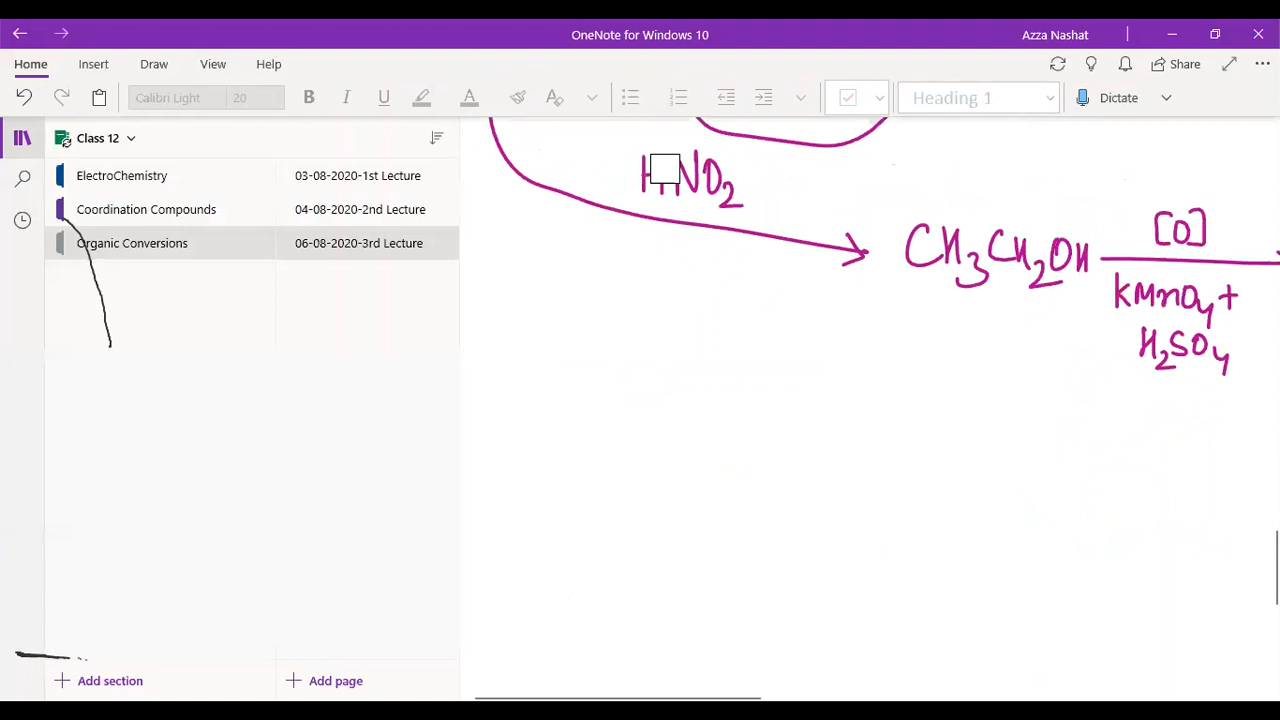 OneNote for Windows 10
Azza Nashat
Home Insert Draw View Help
Share
Calibri Light 20 B I U A Heading 1 Dictate
Class 12
ElectroChemistry 03-08-2020-1st Lecture
Coordination Compounds 04-08-2020-2nd Lecture
Organic Conversions 06-08-2020-3rd Lecture
HNO2
CH3CH2OH [O]
KMnO4+
H2SO4
Add section Add page